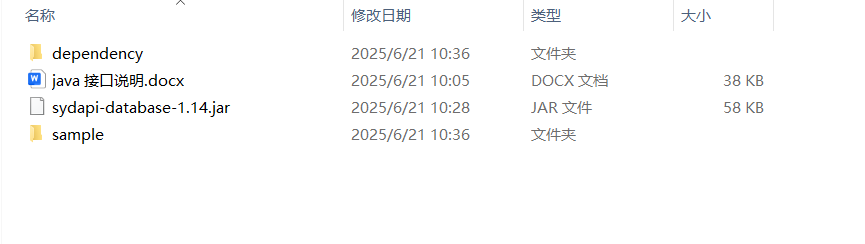 名称 修改日期 类型 大小
dependency 2025/6/21 10:36 文件夹
java 接口说明.docx 2025/6/21 10:05 DOCX 文档 38 KB
sydapi-database-1.14.jar 2025/6/21 10:28 JAR 文件 58 KB
sample 2025/6/21 10:36 文件夹